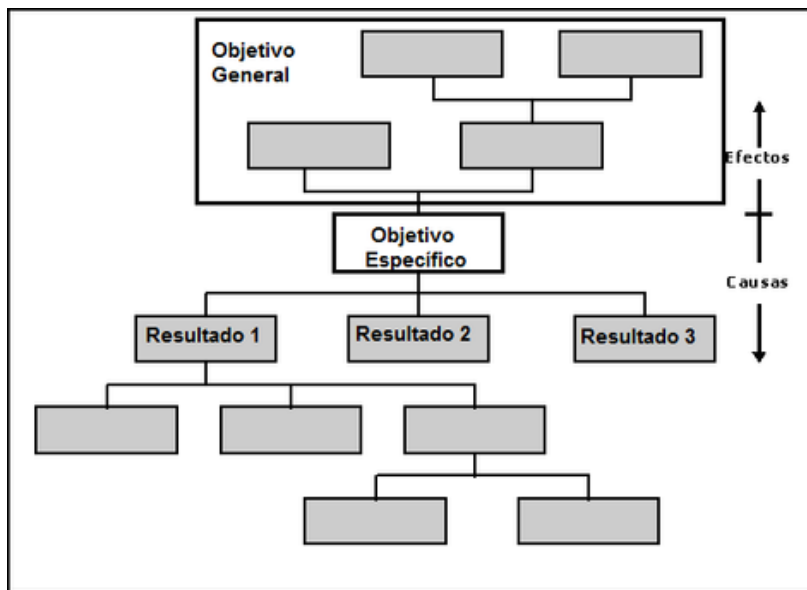 Objetivo
General
Efectos
Objetivo
Específico
Causas
Resultado 1
Resultado 2
Resultado 3